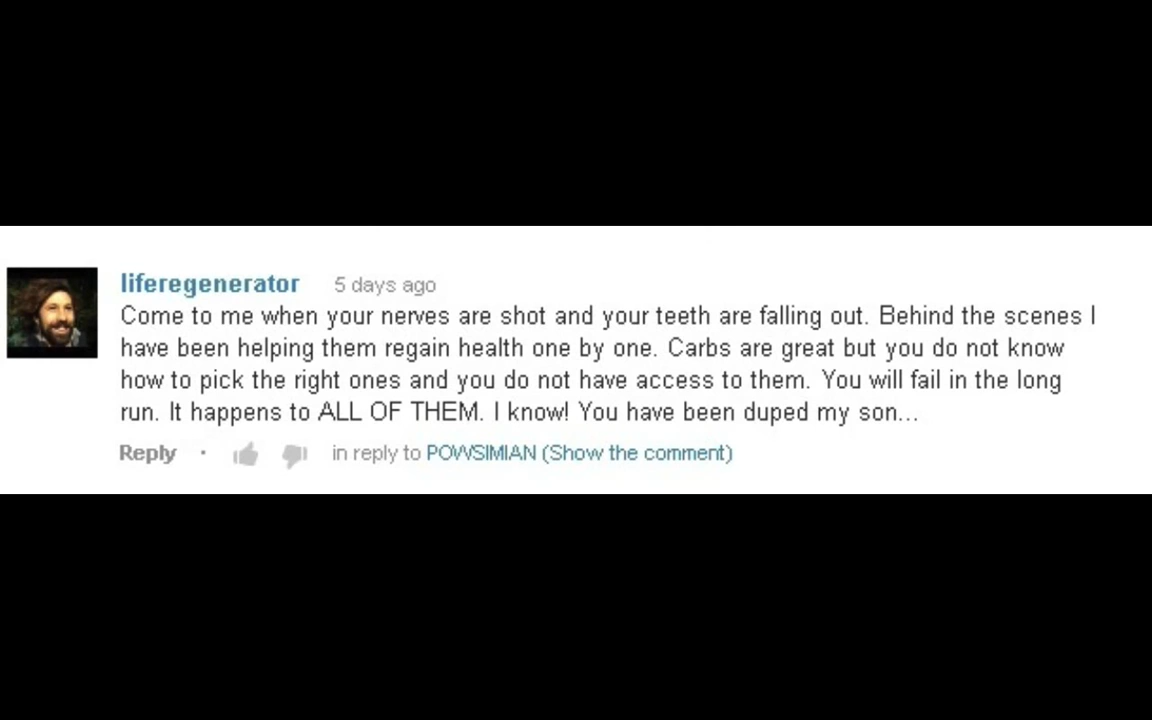 liferegenerator 5 days ago
Come to me when your nerves are shot and your teeth are falling out. Behind the scenes I
have been helping them regain health one by one. Carbs are great but you do not know
how to pick the right ones and you do not have access to them. You will fail in the long
run. It happens to ALL OF THEM. I know! You have been duped my son...
Reply · in reply to POWSIMIAN (Show the comment)